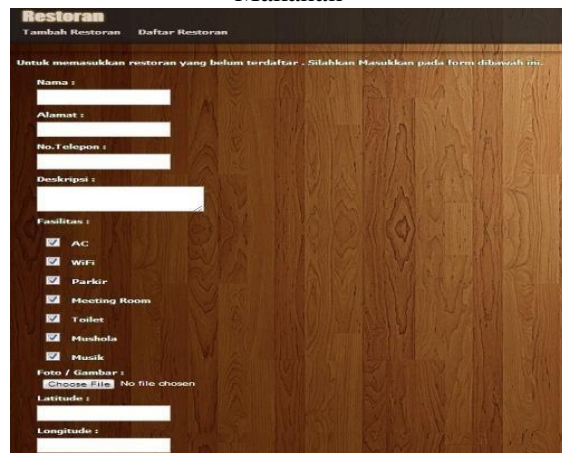 Restoran
Tambah Restoran Daftar Restoran
Untuk memasukkan restoran yang belum terdaftar . Silahkan Masukkan pada form dibawah ini.
Nama :
Alamat :
No.Telepon :
Deskripsi :
Fasilitas :
AC
WiFi
Parkir
Meeting Room
Toilet
Mushola
Musik
Foto / Gambar :
Choose File No file chosen
Latitude :
Longitude :